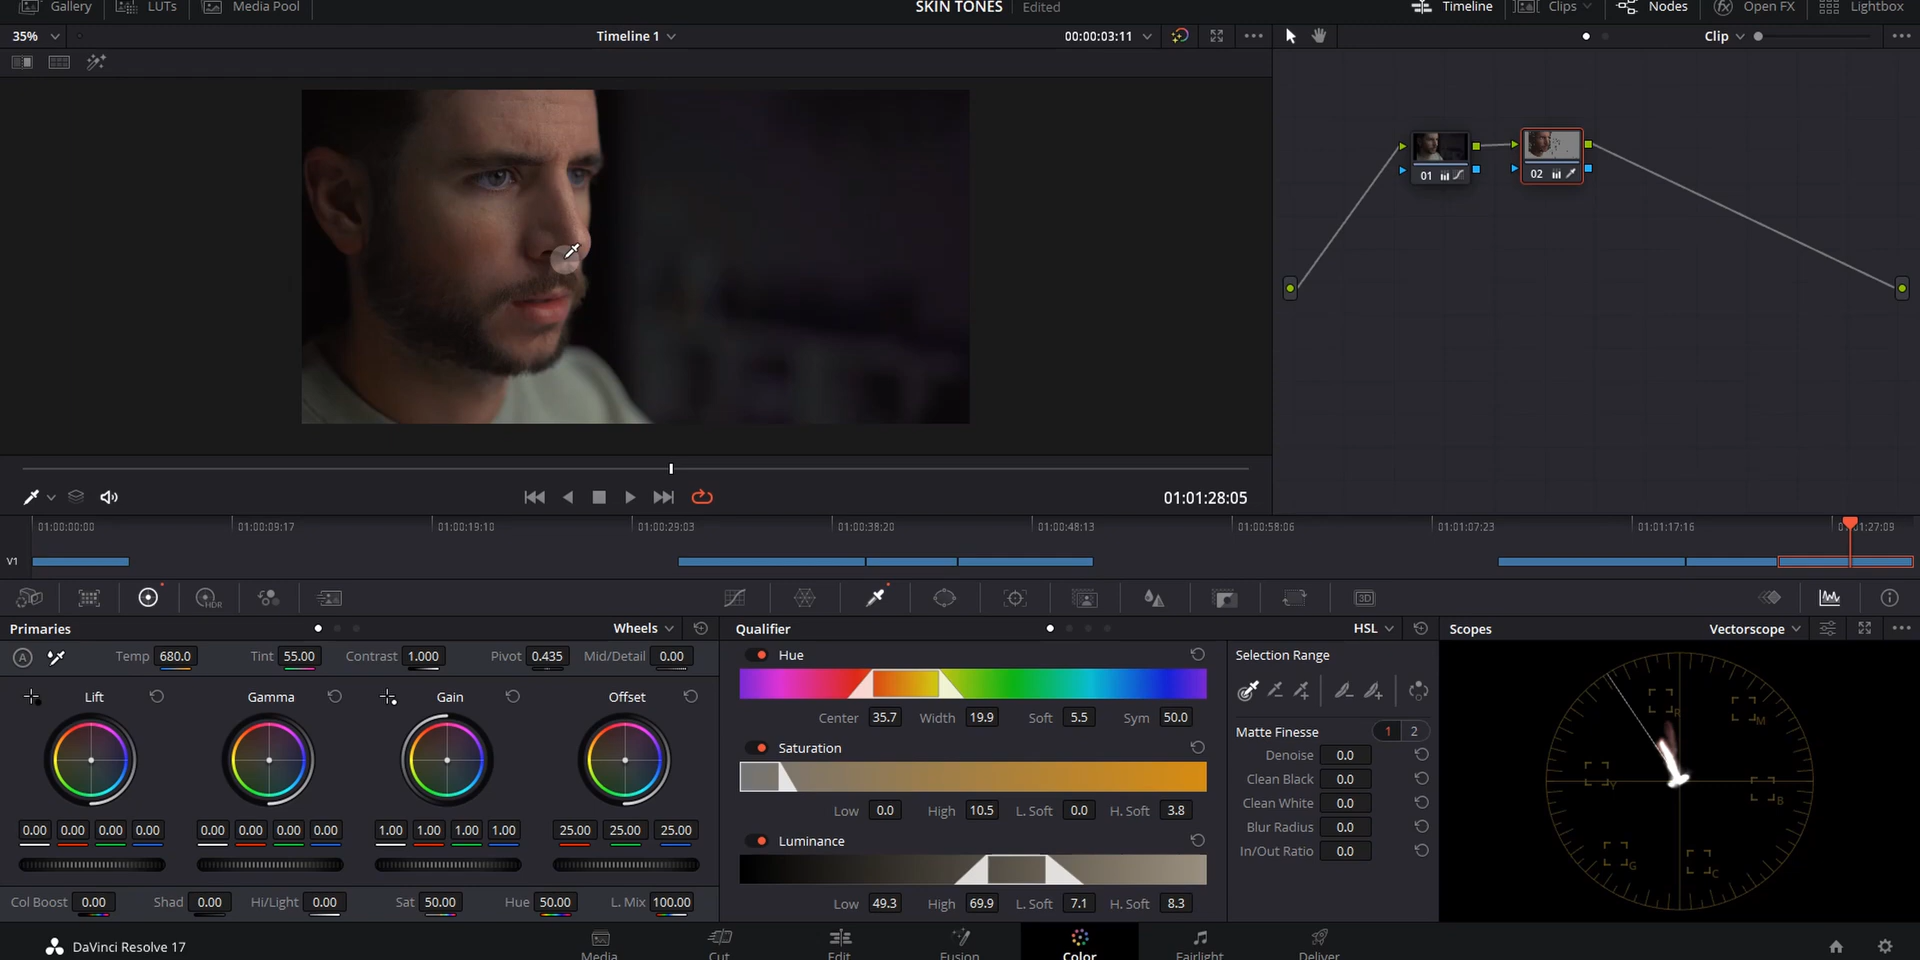 Gallery LUTs Media Pool SKIN TONES Edited Timeline Clips Nodes Open FX Lightbox
35% Timeline 1 00:00:03:11 Clip
01 02
01:01:28:05
01:00:00:00 01:00:09:17 01:00:19:10 01:00:29:03 01:00:38:20 01:00:48:13 01:00:58:06 01:01:07:23 01:01:17:16 01:01:27:09
V1
HDR 3D
Primaries Wheels
A Temp 680.0 Tint 55.00 Contrast 1.000 Pivot 0.435 Mid/Detail 0.00
Lift Gamma Gain Offset
0.00 0.00 0.00 0.00 0.00 0.00 0.00 0.00 1.00 1.00 1.00 1.00 25.00 25.00 25.00
Col Boost 0.00 Shad 0.00 Hi/Light 0.00 Sat 50.00 Hue 50.00 L. Mix 100.00
Qualifier HSL
Hue
Center 35.7 Width 19.9 Soft 5.5 Sym 50.0
Saturation
Low 0.0 High 10.5 L. Soft 0.0 H. Soft 3.8
Luminance
Low 49.3 High 69.9 L. Soft 7.1 H. Soft 8.3
Selection Range
Matte Finesse 1 2
Denoise 0.0
Clean Black 0.0
Clean White 0.0
Blur Radius 0.0
In/Out Ratio 0.0
Scopes Vectorscope
R
M
Y
B
G
C
DaVinci Resolve 17 Media Cut Edit Fusion Color Fairlight Deliver